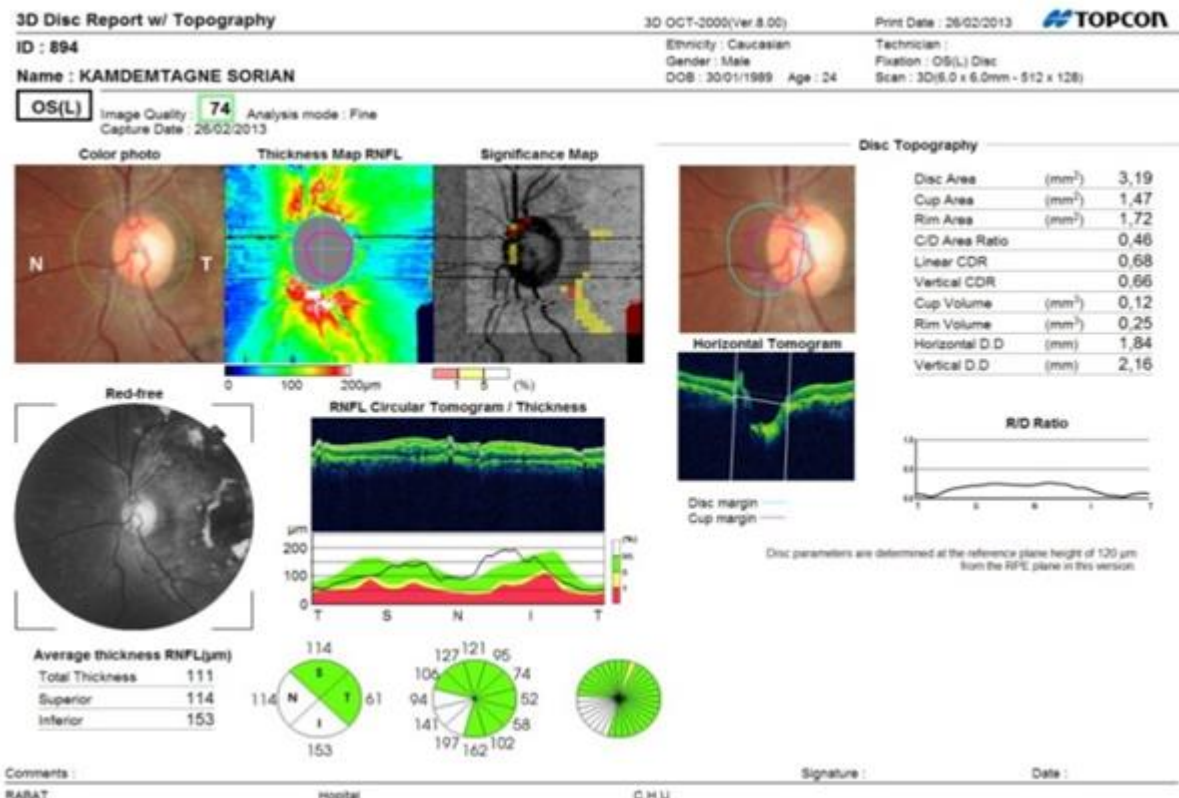 3D Disc Report w/ Topography 3D OCT-2000(Ver.8.00) Print Date : 26/02/2013 TOPCON
ID : 894 Ethnicity : Caucasian Technician :
Gender : Male Fixation : OS(L) Disc
Name : KAMDEMTAGNE SORIAN DOB : 30/01/1989 Age : 24 Scan : 3D(6.0 x 6.0mm - 512 x 128)
OS(L) Image Quality : 74 Analysis mode : Fine
Capture Date : 26/02/2013
Color photo Thickness Map RNFL Significance Map
N T
0 100 200µm
1 5 (%)
Disc Topography
Disc Area (mm²) 3,19
Cup Area (mm²) 1,47
Rim Area (mm²) 1,72
C/D Area Ratio 0,46
Linear CDR 0,68
Vertical CDR 0,66
Cup Volume (mm³) 0,12
Rim Volume (mm³) 0,25
Horizontal D.D (mm) 1,84
Vertical D.D (mm) 2,16
Horizontal Tomogram
Disc margin
Cup margin
R/D Ratio
1.0
0.5
0.0
T S N I T
Disc parameters are determined at the reference plane height of 120 µm
from the RPE plane in this version.
Red-free
RNFL Circular Tomogram / Thickness
µm
200
100
0
T S N I T
(%)
95
5
1
Average thickness RNFL(µm)
Total Thickness 111
Superior 114
Inferior 153
114
114 N S T I 61
153
127 121 95
106 74
94 52
141 58
197 162 102
Comments : Signature : Date :
RABAT Hopital C.H.U